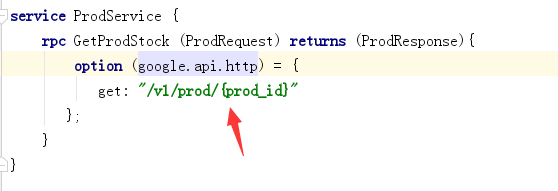 service ProdService {
rpc GetProdStock (ProdRequest) returns (ProdResponse){
option (google.api.http) = {
get: "/v1/prod/{prod_id}"
};
}
}